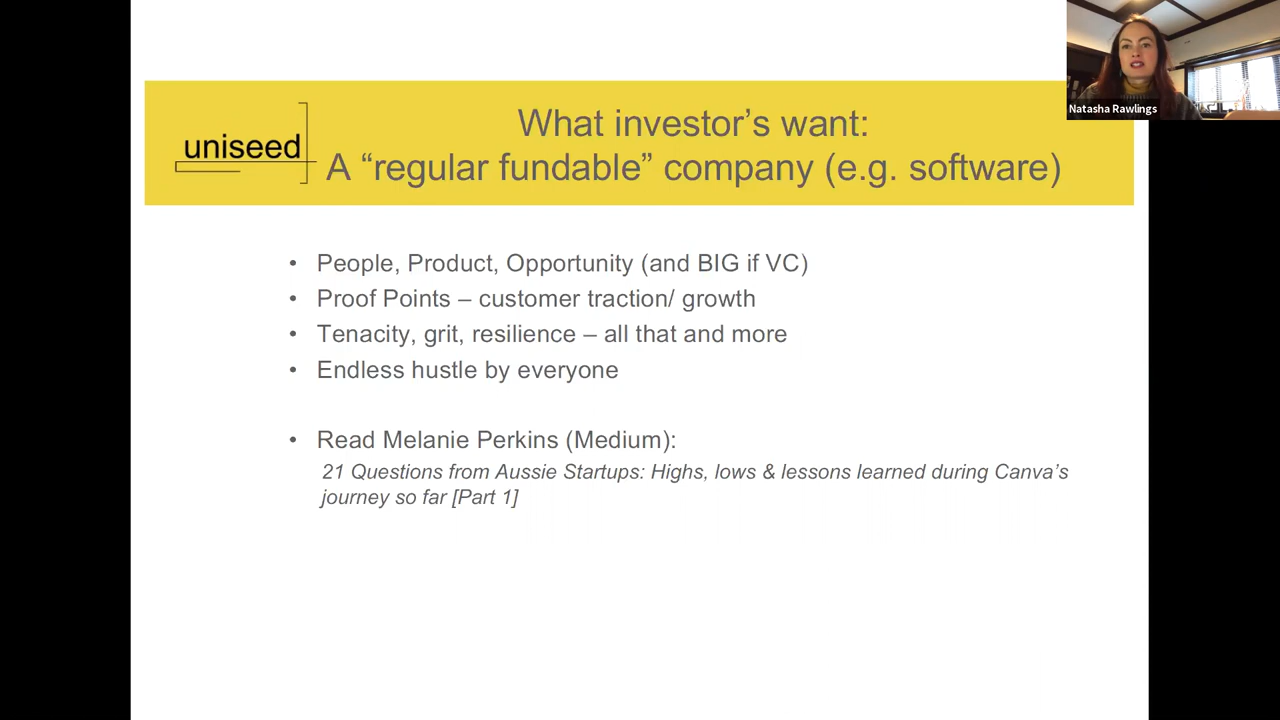 Natasha Rawlings
uniseed
What investor’s want:
A “regular fundable” company (e.g. software)
• People, Product, Opportunity (and BIG if VC)
• Proof Points – customer traction/ growth
• Tenacity, grit, resilience – all that and more
• Endless hustle by everyone
• Read Melanie Perkins (Medium):
21 Questions from Aussie Startups: Highs, lows & lessons learned during Canva’s
journey so far [Part 1]